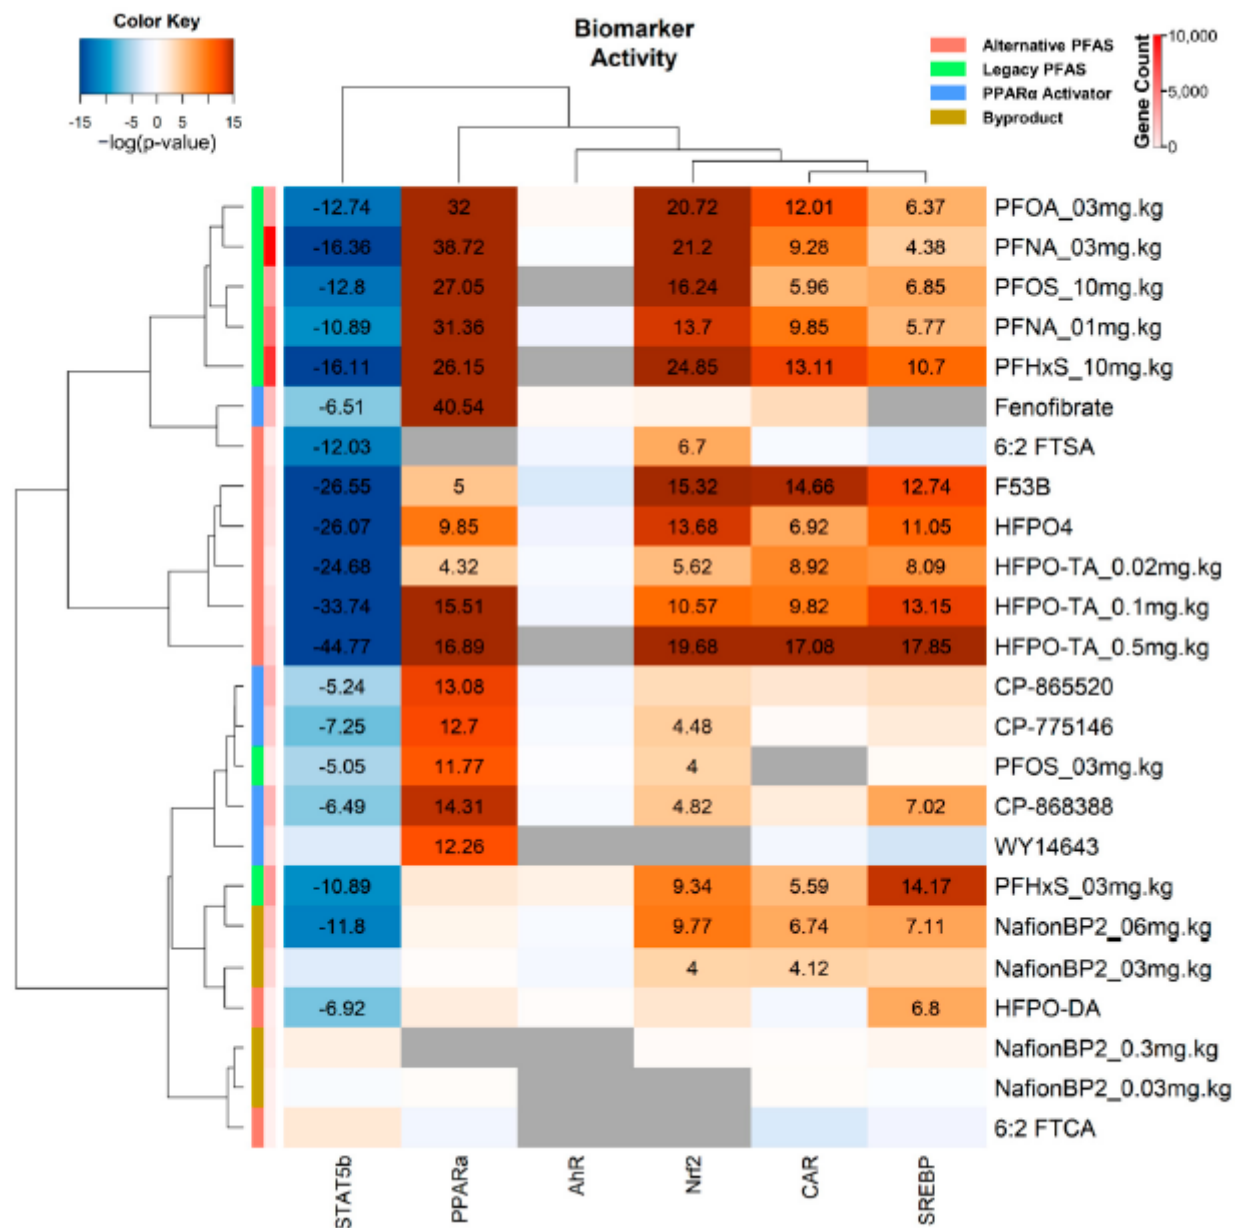 Color Key
-15 -5 0 5 15
−log(p-value)
Biomarker
Activity
Alternative PFAS
Legacy PFAS
PPARα Activator
Byproduct
Gene Count
10,000
5,000
0
-12.74 32 20.72 12.01 6.37 PFOA_03mg.kg
-16.36 38.72 21.2 9.28 4.38 PFNA_03mg.kg
-12.8 27.05 16.24 5.96 6.85 PFOS_10mg.kg
-10.89 31.36 13.7 9.85 5.77 PFNA_01mg.kg
-16.11 26.15 24.85 13.11 10.7 PFHxS_10mg.kg
-6.51 40.54 Fenofibrate
-12.03 6.7 6:2 FTSA
-26.55 5 15.32 14.66 12.74 F53B
-26.07 9.85 13.68 6.92 11.05 HFPO4
-24.68 4.32 5.62 8.92 8.09 HFPO-TA_0.02mg.kg
-33.74 15.51 10.57 9.82 13.15 HFPO-TA_0.1mg.kg
-44.77 16.89 19.68 17.08 17.85 HFPO-TA_0.5mg.kg
-5.24 13.08 CP-865520
-7.25 12.7 4.48 CP-775146
-5.05 11.77 4 PFOS_03mg.kg
-6.49 14.31 4.82 7.02 CP-868388
12.26 WY14643
-10.89 9.34 5.59 14.17 PFHxS_03mg.kg
-11.8 9.77 6.74 7.11 NafionBP2_06mg.kg
4 4.12 NafionBP2_03mg.kg
-6.92 6.8 HFPO-DA
NafionBP2_0.3mg.kg
NafionBP2_0.03mg.kg
6:2 FTCA
STAT5b PPARa AhR Nrf2 CAR SREBP